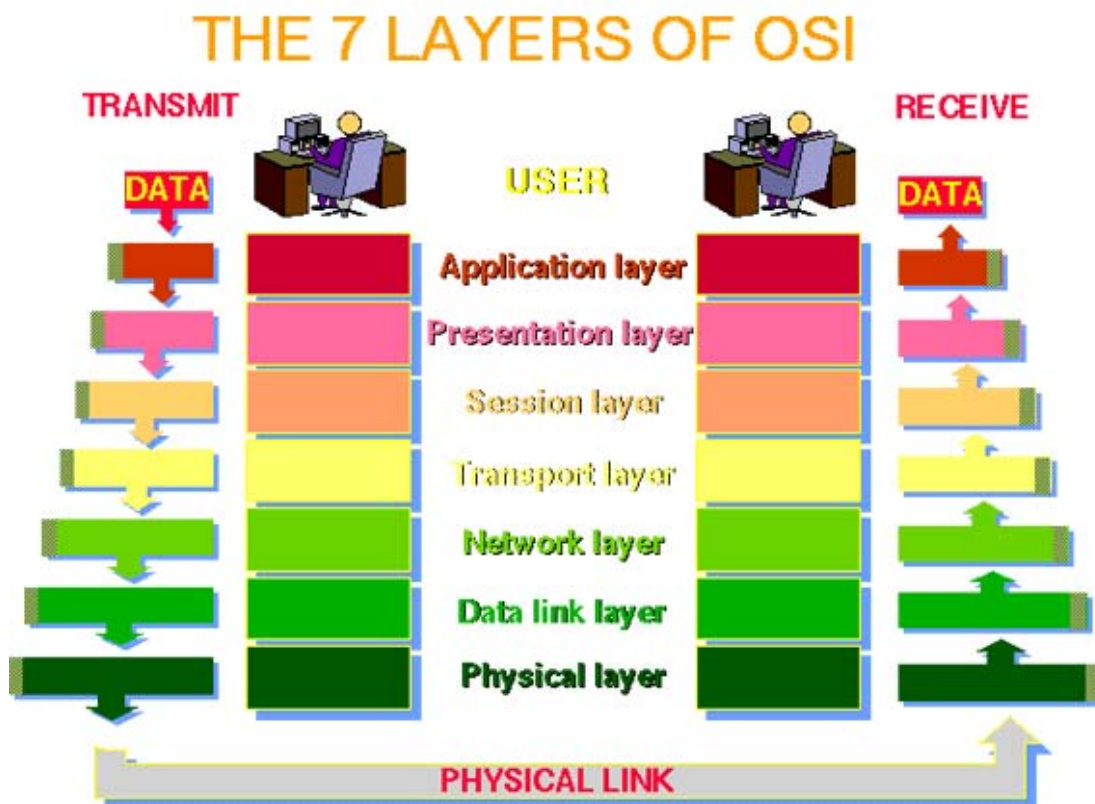 THE 7 LAYERS OF OSI
TRANSMIT
RECEIVE
USER
DATA
DATA
Application layer
Presentation layer
Session layer
Transport layer
Network layer
Data link layer
Physical layer
PHYSICAL LINK